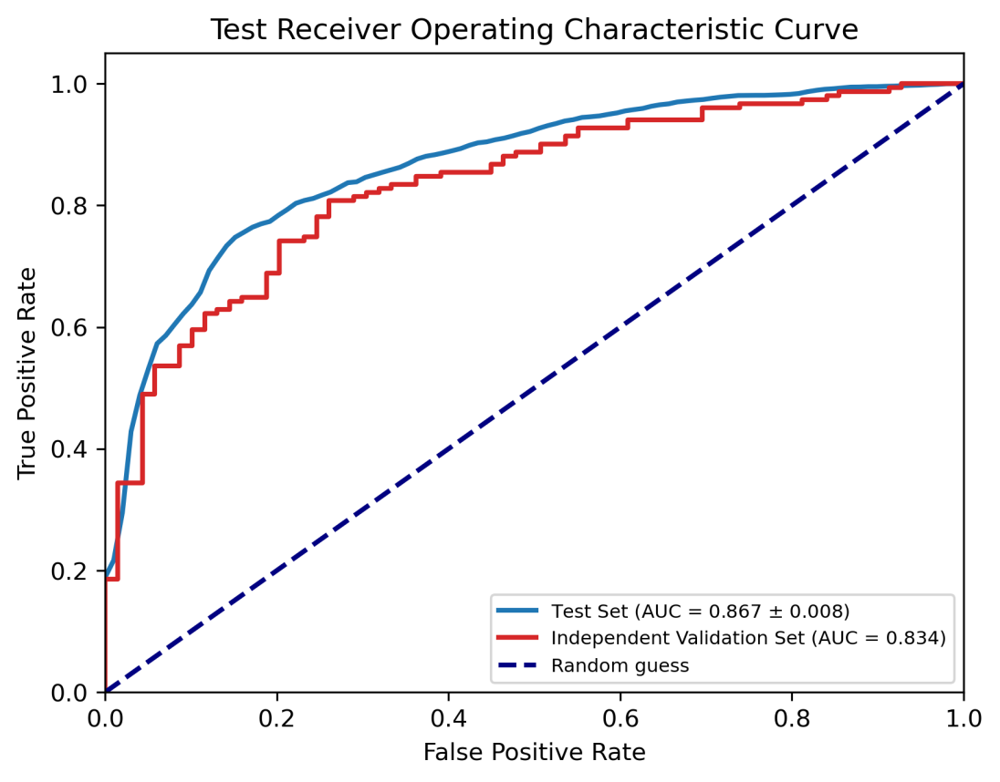 Test Receiver Operating Characteristic Curve
1.0
0.8
0.6
0.4
0.2
0.0
True Positive Rate
Test Set (AUC = 0.867 ± 0.008)
Independent Validation Set (AUC = 0.834)
Random guess
0.0 0.2 0.4 0.6 0.8 1.0
False Positive Rate